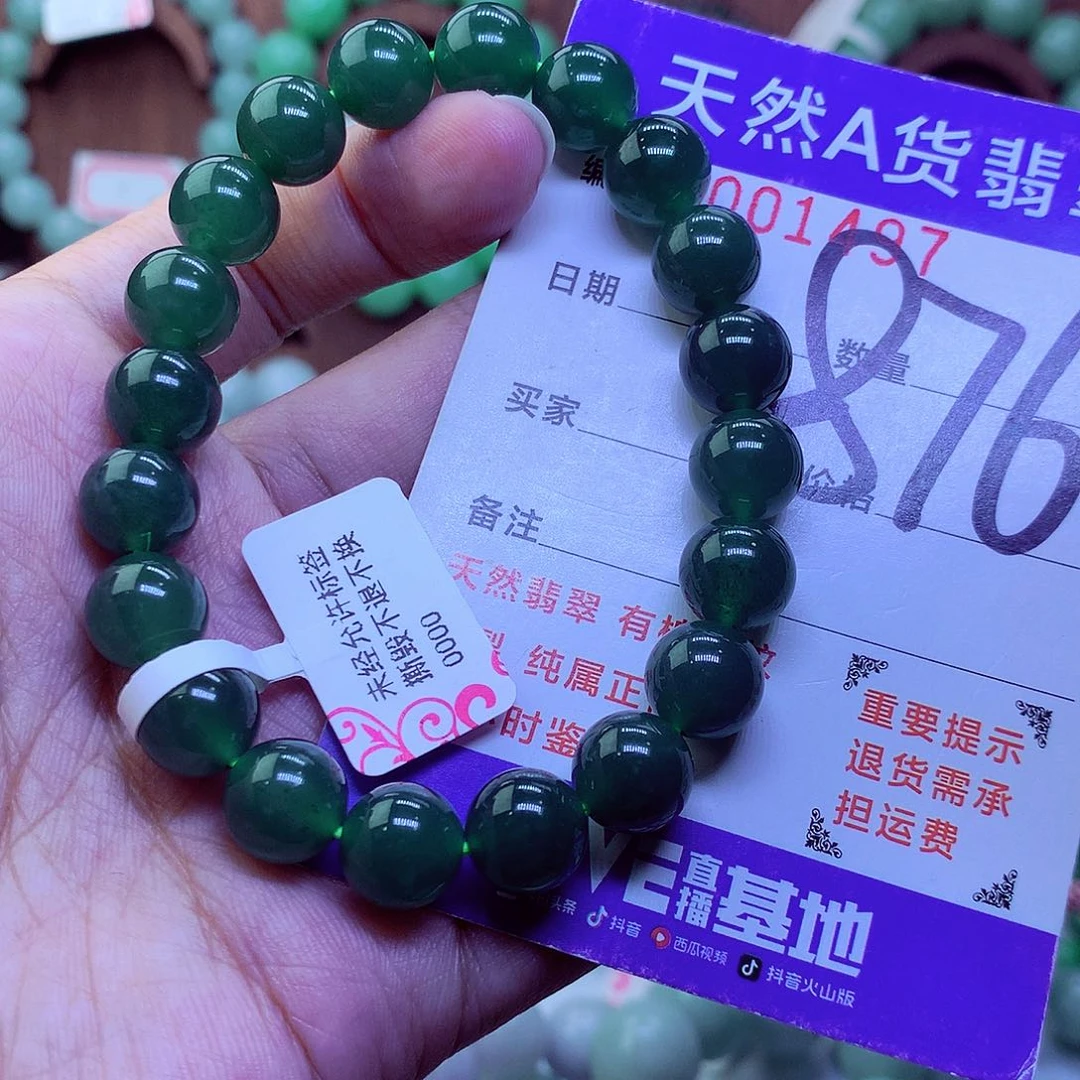 天然A货翡
001497
日期
数量
876
买家
价格
备注
天然翡翠 有
纯属正
时鉴
重要提示
退货需承
担运费
未经允许标签
撕毁不退不换
0000
直播基地
头条 抖音 西瓜视频 抖音火山版